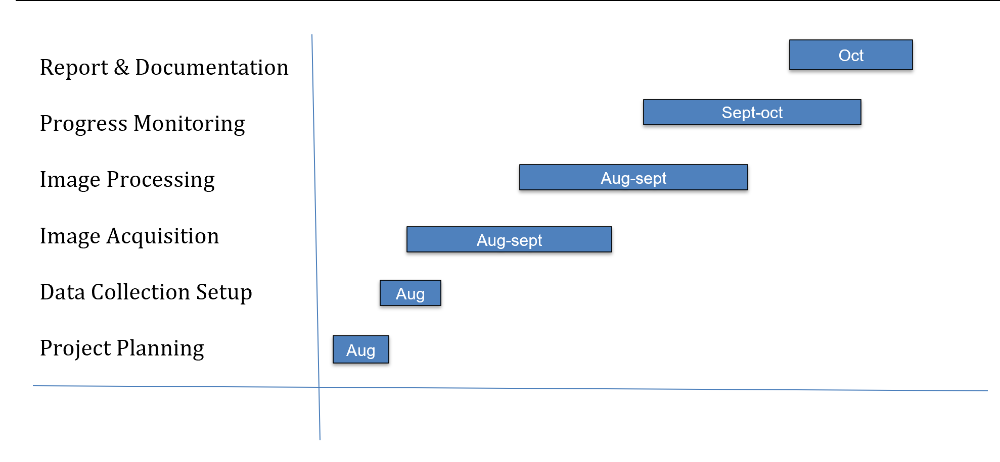 Report & Documentation
Oct
Progress Monitoring
Sept-oct
Image Processing
Aug-sept
Image Acquisition
Aug-sept
Data Collection Setup
Aug
Project Planning
Aug